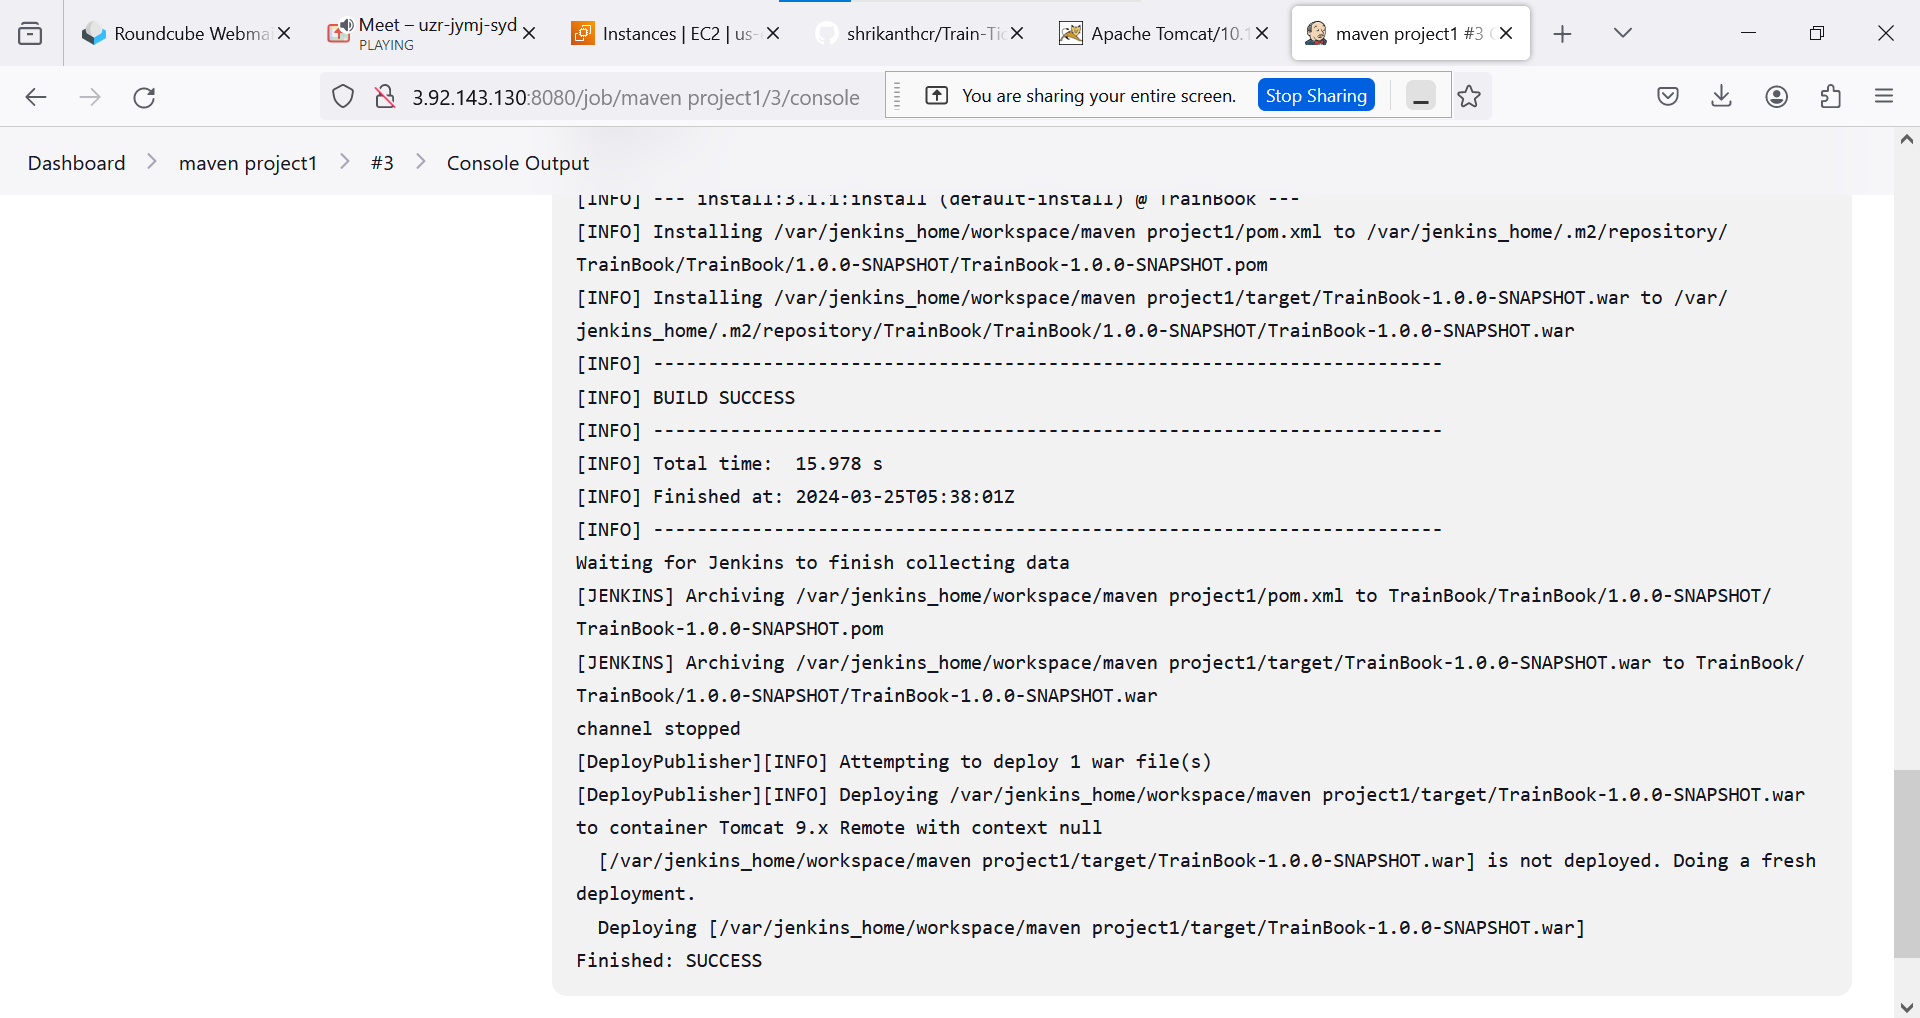 Roundcube Webma
Meet – uzr-jymj-syd
PLAYING
Instances | EC2 | us-
shrikanthcr/Train-Tic
Apache Tomcat/10.1
maven project1 #3 C
3.92.143.130:8080/job/maven project1/3/console
You are sharing your entire screen.
Stop Sharing
Dashboard
maven project1
#3
Console Output
[INFO] --- install:3.1.1:install (default-install) @ TrainBook ---
[INFO] Installing /var/jenkins_home/workspace/maven project1/pom.xml to /var/jenkins_home/.m2/repository/
TrainBook/TrainBook/1.0.0-SNAPSHOT/TrainBook-1.0.0-SNAPSHOT.pom
[INFO] Installing /var/jenkins_home/workspace/maven project1/target/TrainBook-1.0.0-SNAPSHOT.war to /var/
jenkins_home/.m2/repository/TrainBook/TrainBook/1.0.0-SNAPSHOT/TrainBook-1.0.0-SNAPSHOT.war
[INFO] ------------------------------------------------------------------------
[INFO] BUILD SUCCESS
[INFO] ------------------------------------------------------------------------
[INFO] Total time:  15.978 s
[INFO] Finished at: 2024-03-25T05:38:01Z
[INFO] ------------------------------------------------------------------------
Waiting for Jenkins to finish collecting data
[JENKINS] Archiving /var/jenkins_home/workspace/maven project1/pom.xml to TrainBook/TrainBook/1.0.0-SNAPSHOT/
TrainBook-1.0.0-SNAPSHOT.pom
[JENKINS] Archiving /var/jenkins_home/workspace/maven project1/target/TrainBook-1.0.0-SNAPSHOT.war to TrainBook/
TrainBook/1.0.0-SNAPSHOT/TrainBook-1.0.0-SNAPSHOT.war
channel stopped
[DeployPublisher][INFO] Attempting to deploy 1 war file(s)
[DeployPublisher][INFO] Deploying /var/jenkins_home/workspace/maven project1/target/TrainBook-1.0.0-SNAPSHOT.war
to container Tomcat 9.x Remote with context null
[/var/jenkins_home/workspace/maven project1/target/TrainBook-1.0.0-SNAPSHOT.war] is not deployed. Doing a fresh
deployment.
Deploying [/var/jenkins_home/workspace/maven project1/target/TrainBook-1.0.0-SNAPSHOT.war]
Finished: SUCCESS